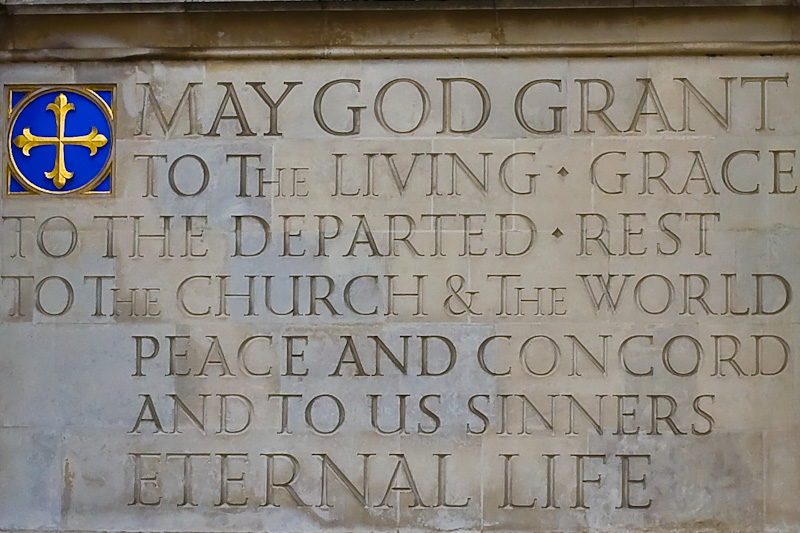 MAY GOD GRANT
TO THE LIVING · GRACE
TO THE DEPARTED · REST
TO THE CHURCH & THE WORLD
PEACE AND CONCORD
AND TO US SINNERS
ETERNAL LIFE